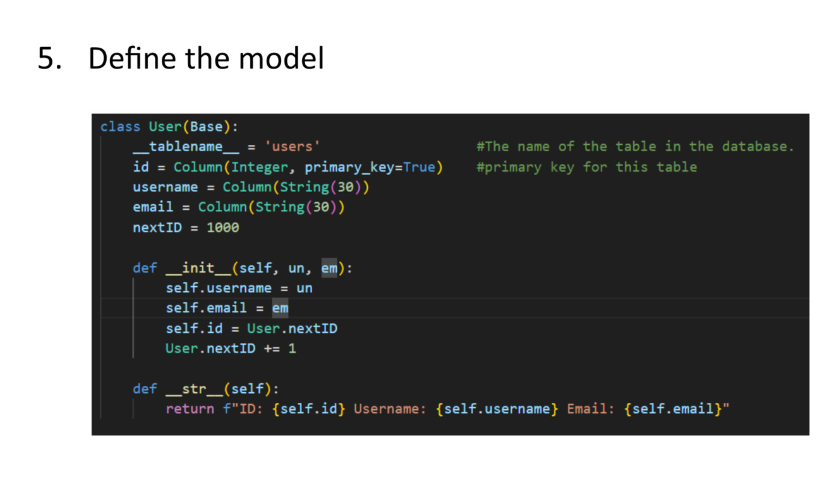 5. Define the model
class User(Base):
    __tablename__ = 'users'                   #The name of the table in the database.
    id = Column(Integer, primary_key=True)    #primary key for this table
    username = Column(String(30))
    email = Column(String(30))
    nextID = 1000
    def __init__(self, un, em):
        self.username = un
        self.email = em
        self.id = User.nextID
        User.nextID += 1
    def __str__(self):
        return f"ID: {self.id} Username: {self.username} Email: {self.email}"